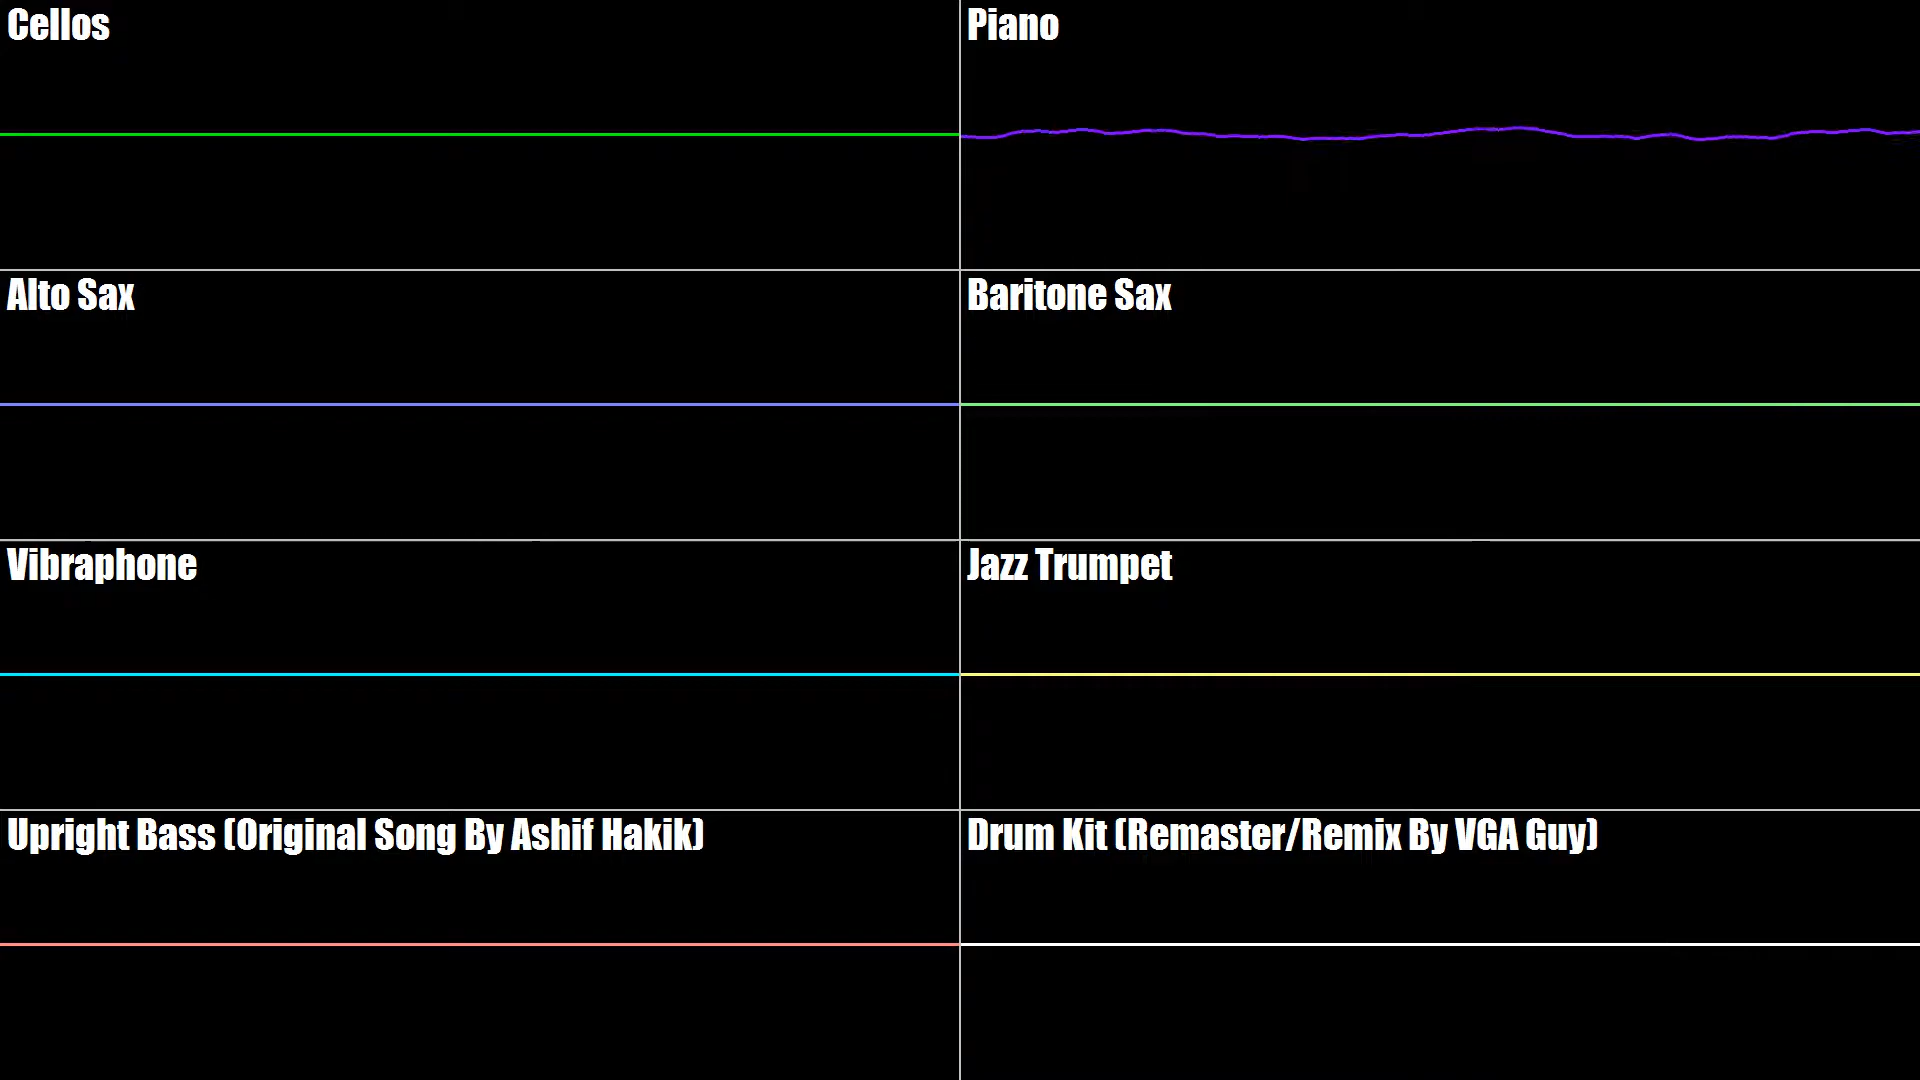 Cellos
Piano
Alto Sax
Baritone Sax
Vibraphone
Jazz Trumpet
Upright Bass (Original Song By Ashif Hakik)
Drum Kit (Remaster/Remix By VGA Guy)